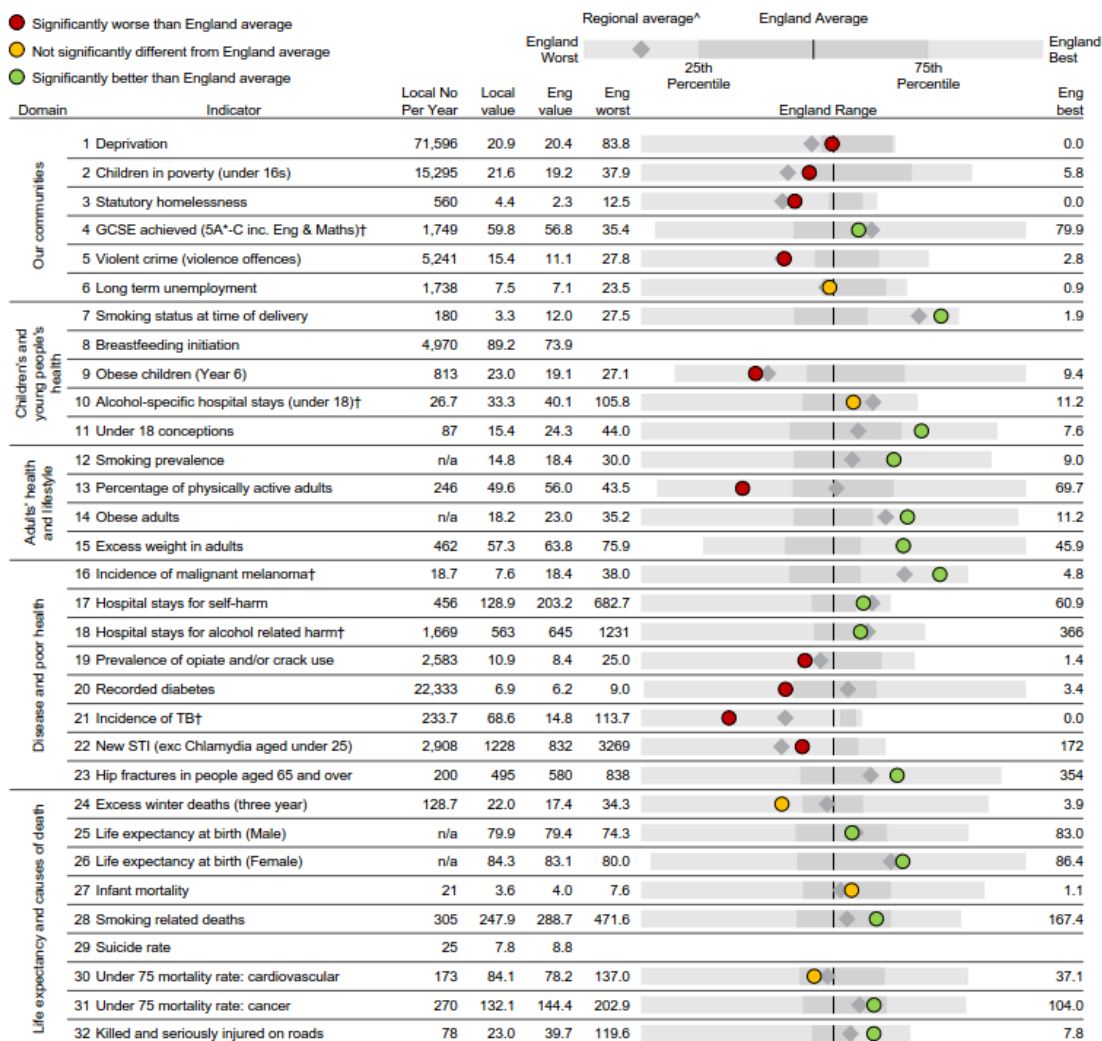 Significantly worse than England average
Not significantly different from England average
Significantly better than England average
Regional average^ England Average
England Worst
England Best
25th Percentile
75th Percentile
Domain Indicator Local No Per Year Local value Eng value Eng worst England Range Eng best
Our communities
1 Deprivation 71,596 20.9 20.4 83.8 0.0
2 Children in poverty (under 16s) 15,295 21.6 19.2 37.9 5.8
3 Statutory homelessness 560 4.4 2.3 12.5 0.0
4 GCSE achieved (5A*-C inc. Eng & Maths)† 1,749 59.8 56.8 35.4 79.9
5 Violent crime (violence offences) 5,241 15.4 11.1 27.8 2.8
6 Long term unemployment 1,738 7.5 7.1 23.5 0.9
Children's and young people's health
7 Smoking status at time of delivery 180 3.3 12.0 27.5 1.9
8 Breastfeeding initiation 4,970 89.2 73.9
9 Obese children (Year 6) 813 23.0 19.1 27.1 9.4
10 Alcohol-specific hospital stays (under 18)† 26.7 33.3 40.1 105.8 11.2
11 Under 18 conceptions 87 15.4 24.3 44.0 7.6
Adults' health and lifestyle
12 Smoking prevalence n/a 14.8 18.4 30.0 9.0
13 Percentage of physically active adults 246 49.6 56.0 43.5 69.7
14 Obese adults n/a 18.2 23.0 35.2 11.2
15 Excess weight in adults 462 57.3 63.8 75.9 45.9
Disease and poor health
16 Incidence of malignant melanoma† 18.7 7.6 18.4 38.0 4.8
17 Hospital stays for self-harm 456 128.9 203.2 682.7 60.9
18 Hospital stays for alcohol related harm† 1,669 563 645 1231 366
19 Prevalence of opiate and/or crack use 2,583 10.9 8.4 25.0 1.4
20 Recorded diabetes 22,333 6.9 6.2 9.0 3.4
21 Incidence of TB† 233.7 68.6 14.8 113.7 0.0
22 New STI (exc Chlamydia aged under 25) 2,908 1228 832 3269 172
23 Hip fractures in people aged 65 and over 200 495 580 838 354
Life expectancy and causes of death
24 Excess winter deaths (three year) 128.7 22.0 17.4 34.3 3.9
25 Life expectancy at birth (Male) n/a 79.9 79.4 74.3 83.0
26 Life expectancy at birth (Female) n/a 84.3 83.1 80.0 86.4
27 Infant mortality 21 3.6 4.0 7.6 1.1
28 Smoking related deaths 305 247.9 288.7 471.6 167.4
29 Suicide rate 25 7.8 8.8
30 Under 75 mortality rate: cardiovascular 173 84.1 78.2 137.0 37.1
31 Under 75 mortality rate: cancer 270 132.1 144.4 202.9 104.0
32 Killed and seriously injured on roads 78 23.0 39.7 119.6 7.8